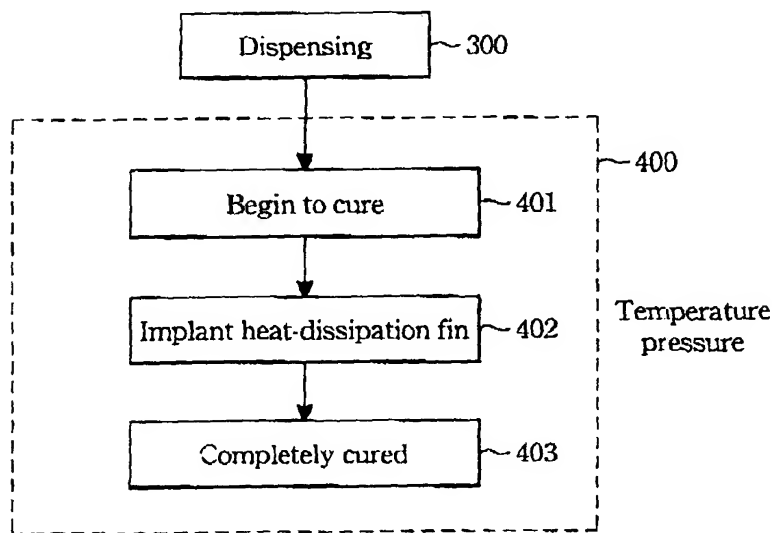 Dispensing
300
400
Begin to cure
401
Implant heat-dissipation fin
402
Temperature
pressure
Completely cured
403